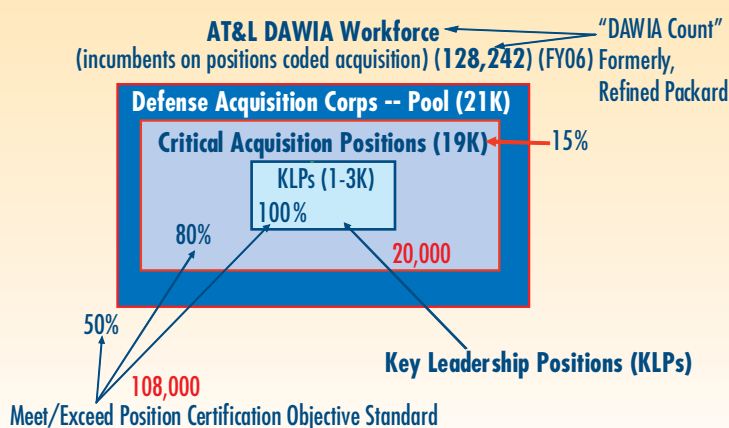 AT&L DAWIA Workforce
"DAWIA Count"
(incumbents on positions coded acquisition) (128,242) (FY06)
Formerly,
Refined Packard
Defense Acquisition Corps -- Pool (21K)
Critical Acquisition Positions (19K)
15%
KLPs (1-3K)
100%
80%
20,000
50%
Key Leadership Positions (KLPs)
108,000
Meet/Exceed Position Certification Objective Standard